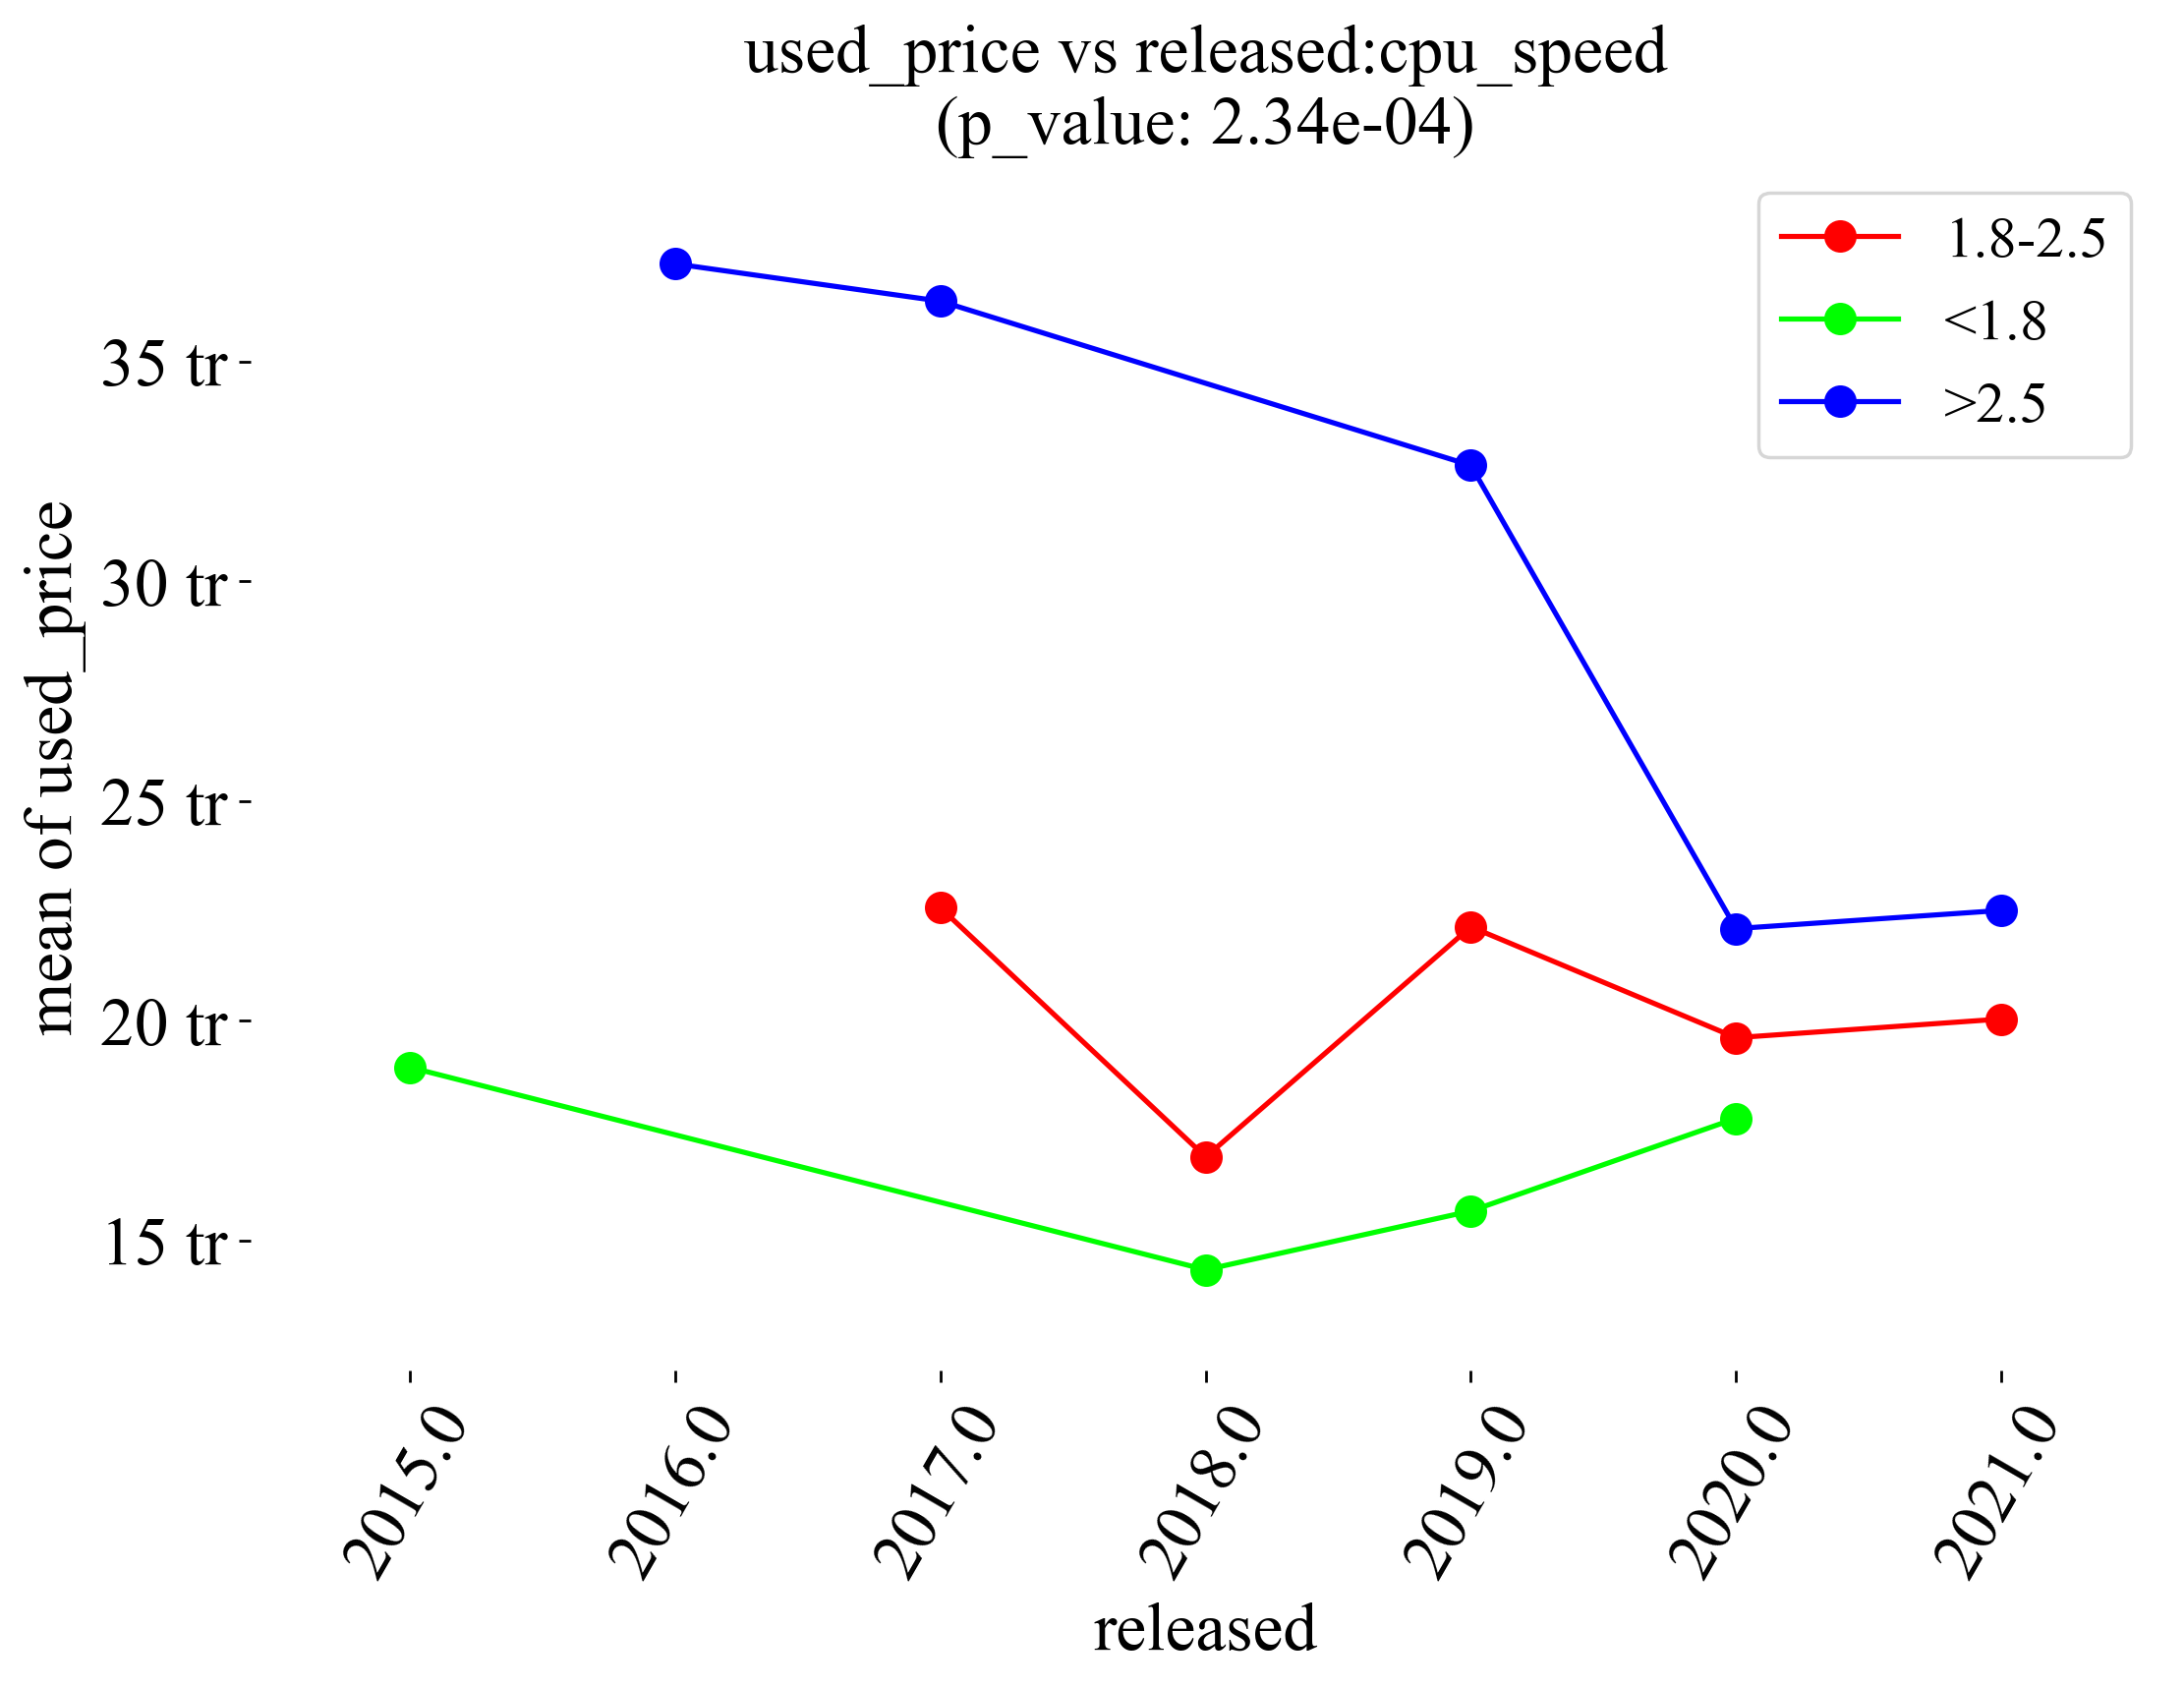 used_price vs released:cpu_speed
(p_value: 2.34e-04)
1.8-2.5
<1.8
>2.5
mean of used_price
35 tr
30 tr
25 tr
20 tr
15 tr
2015.0
2016.0
2017.0
2018.0
2019.0
2020.0
2021.0
released